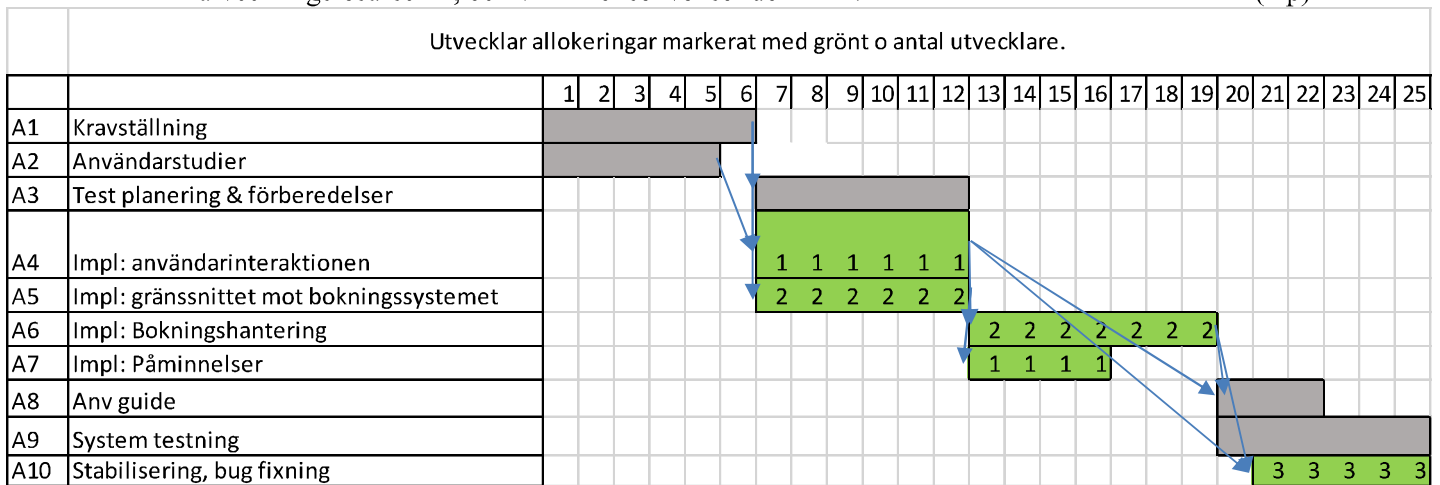 (p)
Utvecklar allokeringar markerat med grönt o antal utvecklare.
1 2 3 4 5 6 7 8 9 10 11 12 13 14 15 16 17 18 19 20 21 22 23 24 25
A1 Kravställning
A2 Användarstudier
A3 Test planering & förberedelser
A4 Impl: användarinteraktionen 1 1 1 1 1 1
A5 Impl: gränssnittet mot bokningssystemet 2 2 2 2 2 2
A6 Impl: Bokningshantering 2 2 2 2 2 2 2
A7 Impl: Påminnelser 1 1 1 1
A8 Anv guide
A9 System testning
A10 Stabilisering, bug fixning 3 3 3 3 3